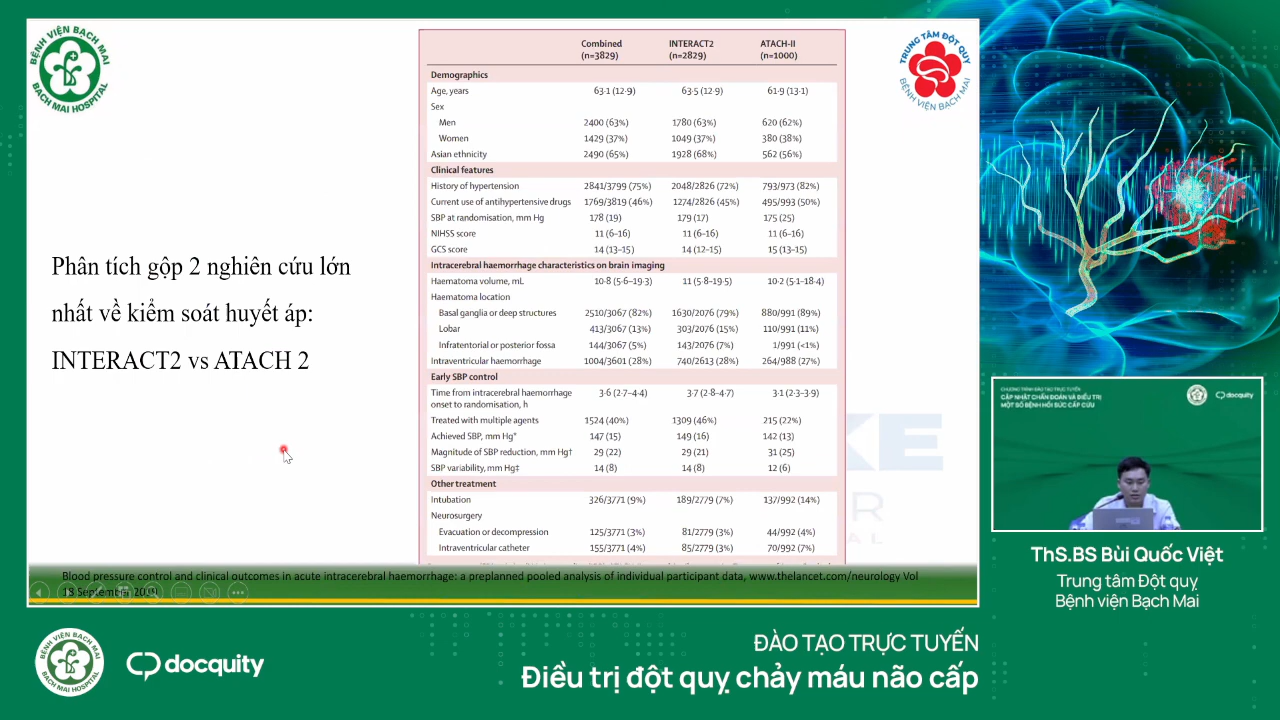 BỆNH VIỆN BẠCH MAI
BACH MAI HOSPITAL
TRUNG TÂM ĐỘT QUỴ
BỆNH VIỆN BẠCH MAI
Phân tích gộp 2 nghiên cứu lớn
nhất về kiểm soát huyết áp:
INTERACT2 vs ATACH 2
Combined INTERACT2 ATACH-II
(n=3829) (n=2829) (n=1000)
Demographics
Age, years 63·1 (12·9) 63·5 (12·9) 61·9 (13·1)
Sex
Men 2400 (63%) 1780 (63%) 620 (62%)
Women 1429 (37%) 1049 (37%) 380 (38%)
Asian ethnicity 2490 (65%) 1928 (68%) 562 (56%)
Clinical features
History of hypertension 2841/3799 (75%) 2048/2826 (72%) 793/973 (82%)
Current use of antihypertensive drugs 1769/3819 (46%) 1274/2826 (45%) 495/993 (50%)
SBP at randomisation, mm Hg 178 (19) 179 (17) 175 (25)
NIHSS score 11 (6–16) 11 (6–16) 11 (6–16)
GCS score 14 (13–15) 14 (12–15) 15 (13–15)
Intracerebral haemorrhage characteristics on brain imaging
Haematoma volume, mL 10·8 (5·6–19·3) 11 (5·8–19·5) 10·2 (5·1–18·4)
Haematoma location
Basal ganglia or deep structures 2510/3067 (82%) 1630/2076 (79%) 880/991 (89%)
Lobar 413/3067 (13%) 303/2076 (15%) 110/991 (11%)
Infratentorial or posterior fossa 144/3067 (5%) 143/2076 (7%) 1/991 (<1%)
Intraventricular haemorrhage 1004/3601 (28%) 740/2613 (28%) 264/988 (27%)
Early SBP control
Time from intracerebral haemorrhage 3·6 (2·7–4·4) 3·7 (2·8–4·7) 3·1 (2·3–3·9)
onset to randomisation, h
Treated with multiple agents 1524 (40%) 1309 (46%) 215 (22%)
Achieved SBP, mm Hg* 147 (15) 149 (16) 142 (13)
Magnitude of SBP reduction, mm Hg† 29 (22) 29 (21) 31 (25)
SBP variability, mm Hg‡ 14 (8) 14 (8) 12 (6)
Other treatment
Intubation 326/3771 (9%) 189/2779 (7%) 137/992 (14%)
Neurosurgery
Evacuation or decompression 125/3771 (3%) 81/2779 (3%) 44/992 (4%)
Intraventricular catheter 155/3771 (4%) 85/2779 (3%) 70/992 (7%)
Blood pressure control and clinical outcomes in acute intracerebral haemorrhage: a preplanned pooled analysis of individual participant data, www.thelancet.com/neurology Vol
18 September
CHƯƠNG TRÌNH ĐÀO TẠO TRỰC TUYẾN
CẬP NHẬT CHẨN ĐOÁN VÀ ĐIỀU TRỊ
MỘT SỐ BỆNH HỒI SỨC CẤP CỨU
docquity
ThS.BS Bùi Quốc Việt
Trung tâm Đột quỵ
Bệnh viện Bạch Mai
BỆNH VIỆN BẠCH MAI
BACH MAI HOSPITAL
docquity
ĐÀO TẠO TRỰC TUYẾN
Điều trị đột quỵ chảy máu não cấp